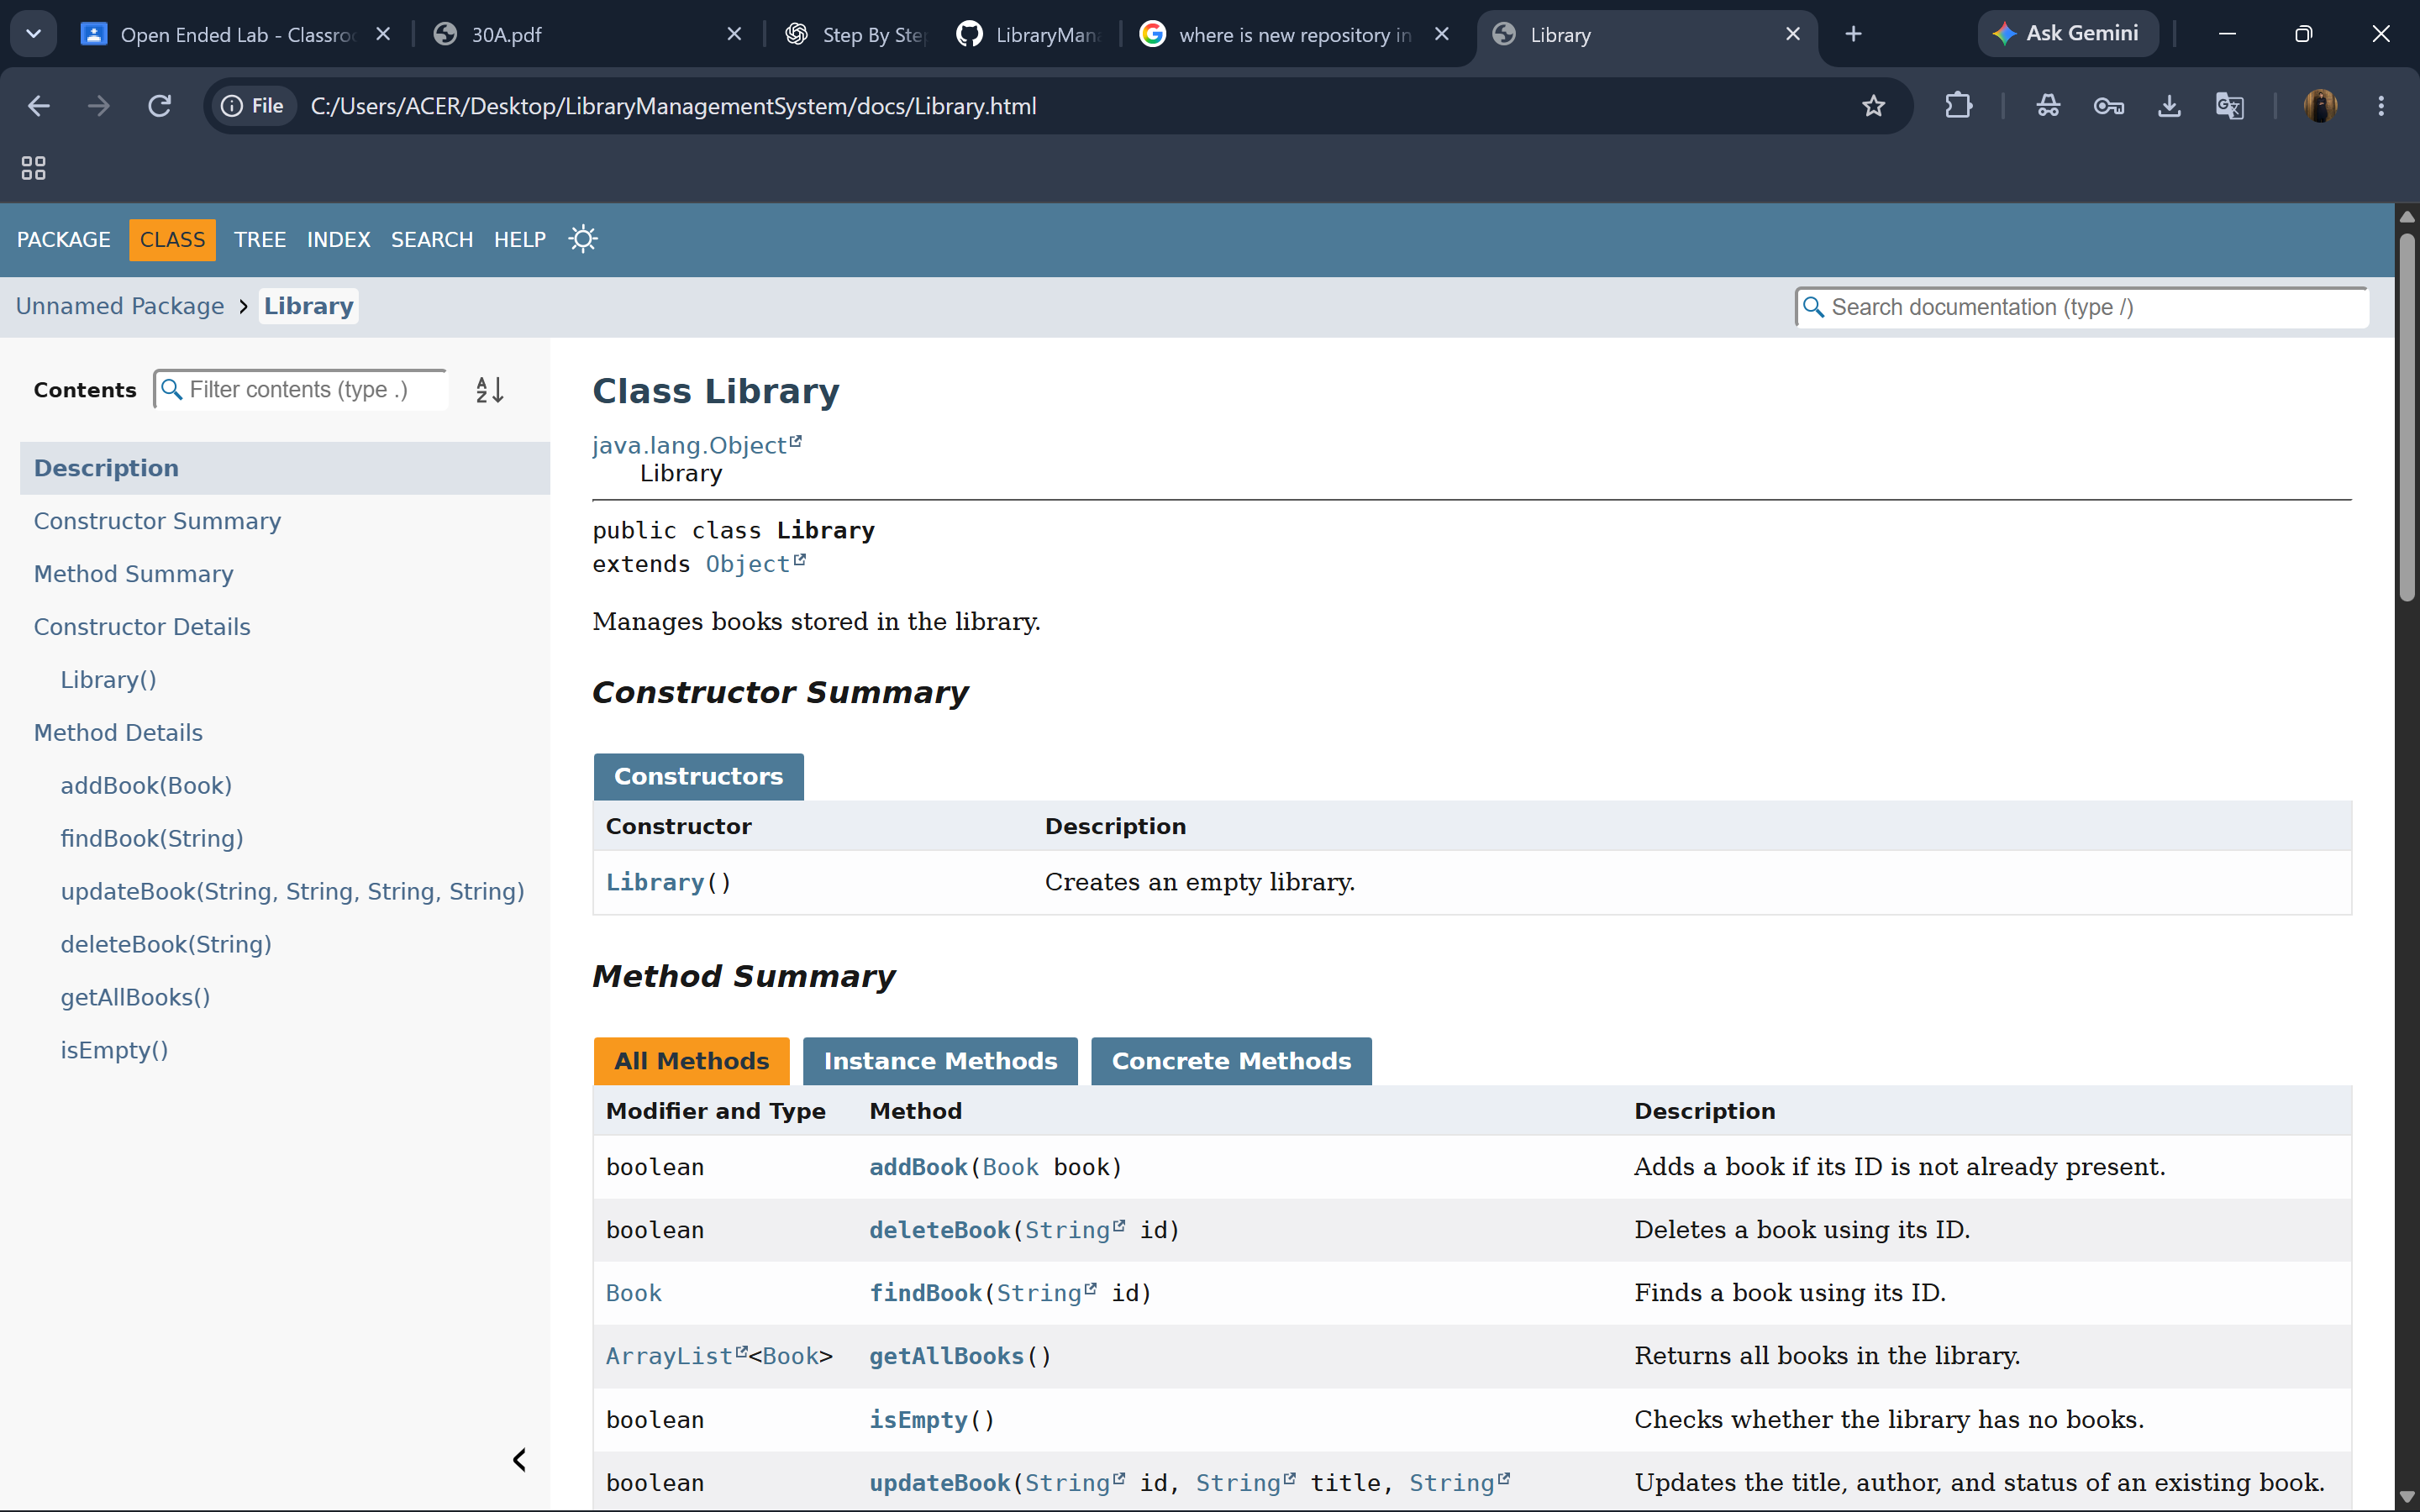 Open Ended Lab - Classro
30A.pdf
Step By Ste
LibraryMan
where is new repository in
Library
Ask Gemini
File
C:/Users/ACER/Desktop/LibraryManagementSystem/docs/Library.html
PACKAGE CLASS TREE INDEX SEARCH HELP
Unnamed Package > Library
Search documentation (type /)
Contents
Filter contents (type .)
Description
Constructor Summary
Method Summary
Constructor Details
Library()
Method Details
addBook(Book)
findBook(String)
updateBook(String, String, String, String)
deleteBook(String)
getAllBooks()
isEmpty()
Class Library
java.lang.Object
Library
public class Library
extends Object
Manages books stored in the library.
Constructor Summary
Constructors
Constructor Description
Library() Creates an empty library.
Method Summary
All Methods Instance Methods Concrete Methods
Modifier and Type Method Description
boolean addBook(Book book) Adds a book if its ID is not already present.
boolean deleteBook(String id) Deletes a book using its ID.
Book findBook(String id) Finds a book using its ID.
ArrayList<Book> getAllBooks() Returns all books in the library.
boolean isEmpty() Checks whether the library has no books.
boolean updateBook(String id, String title, String Updates the title, author, and status of an existing book.